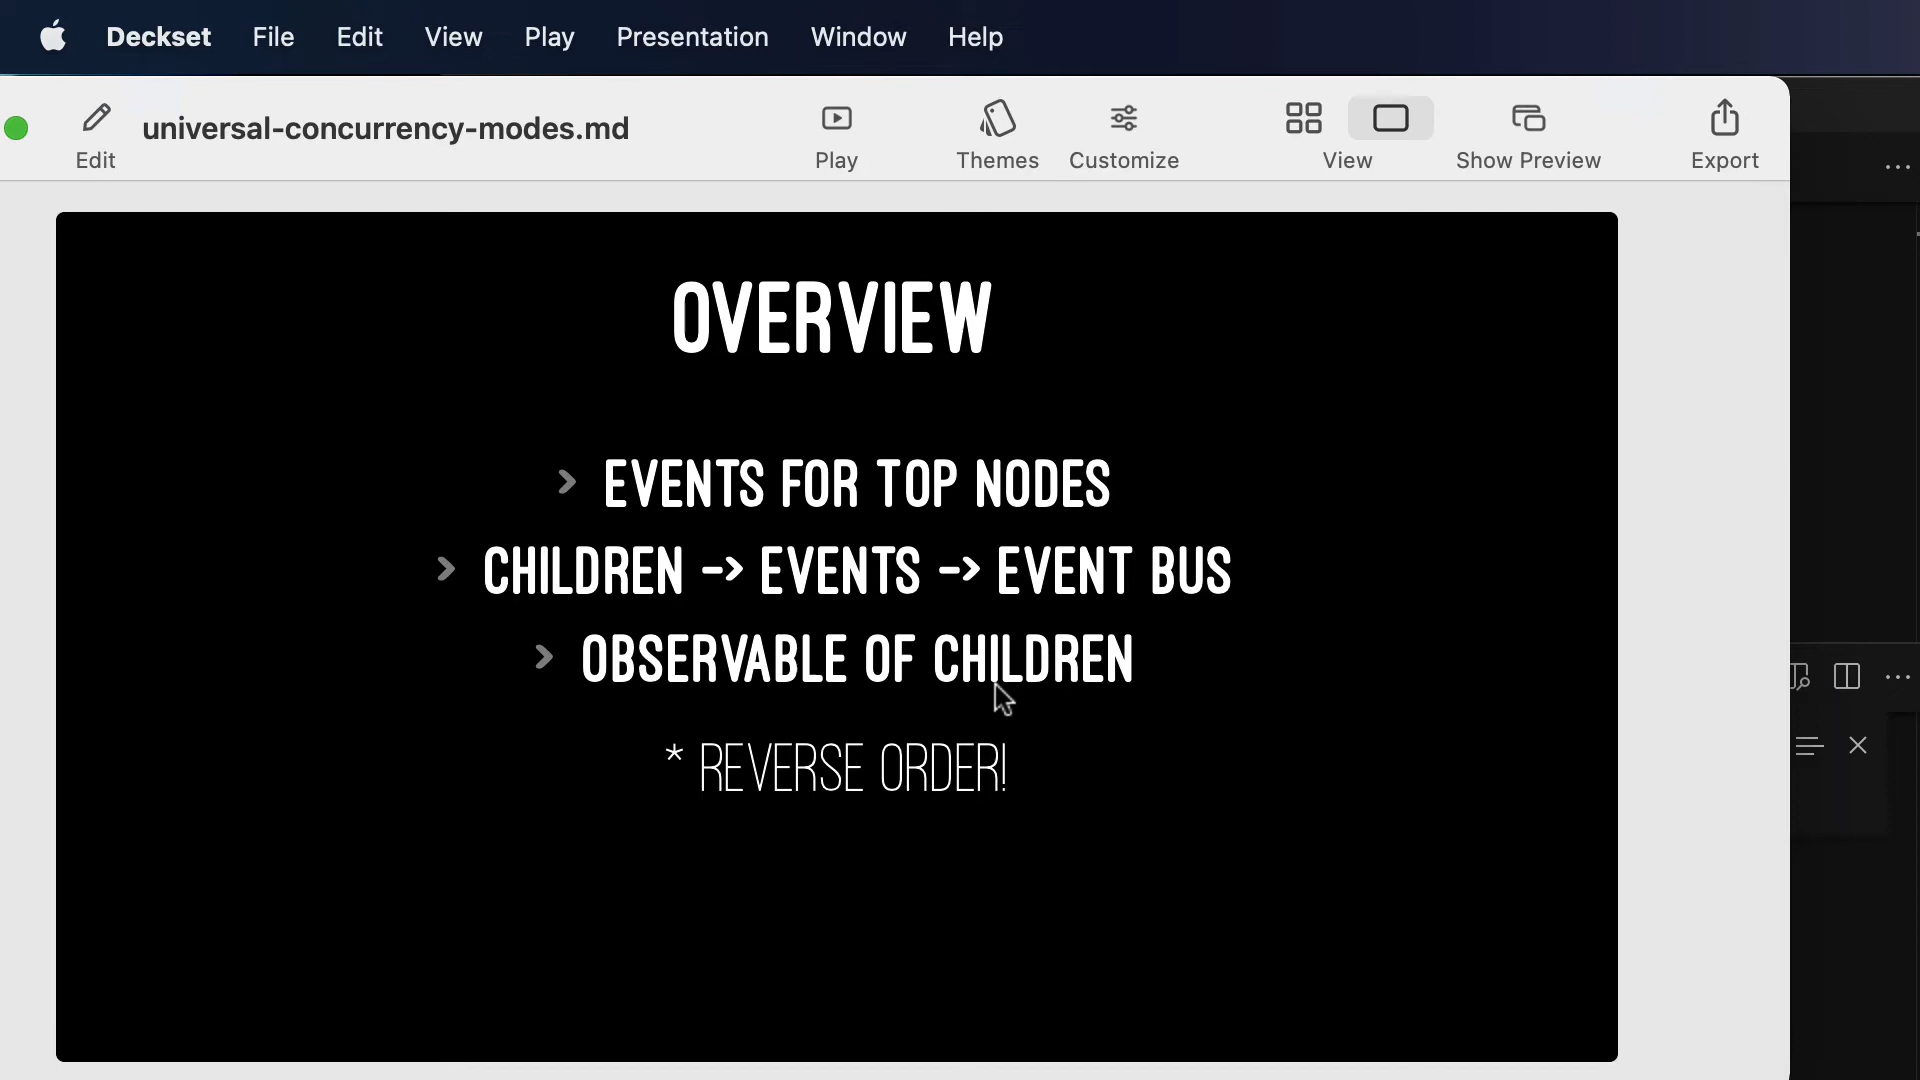 Deckset File Edit View Play Presentation Window Help
universal-concurrency-modes.md
Edit Play Themes Customize View Show Preview Export
OVERVIEW
> EVENTS FOR TOP NODES
> CHILDREN -> EVENTS -> EVENT BUS
> OBSERVABLE OF CHILDREN
* REVERSE ORDER!